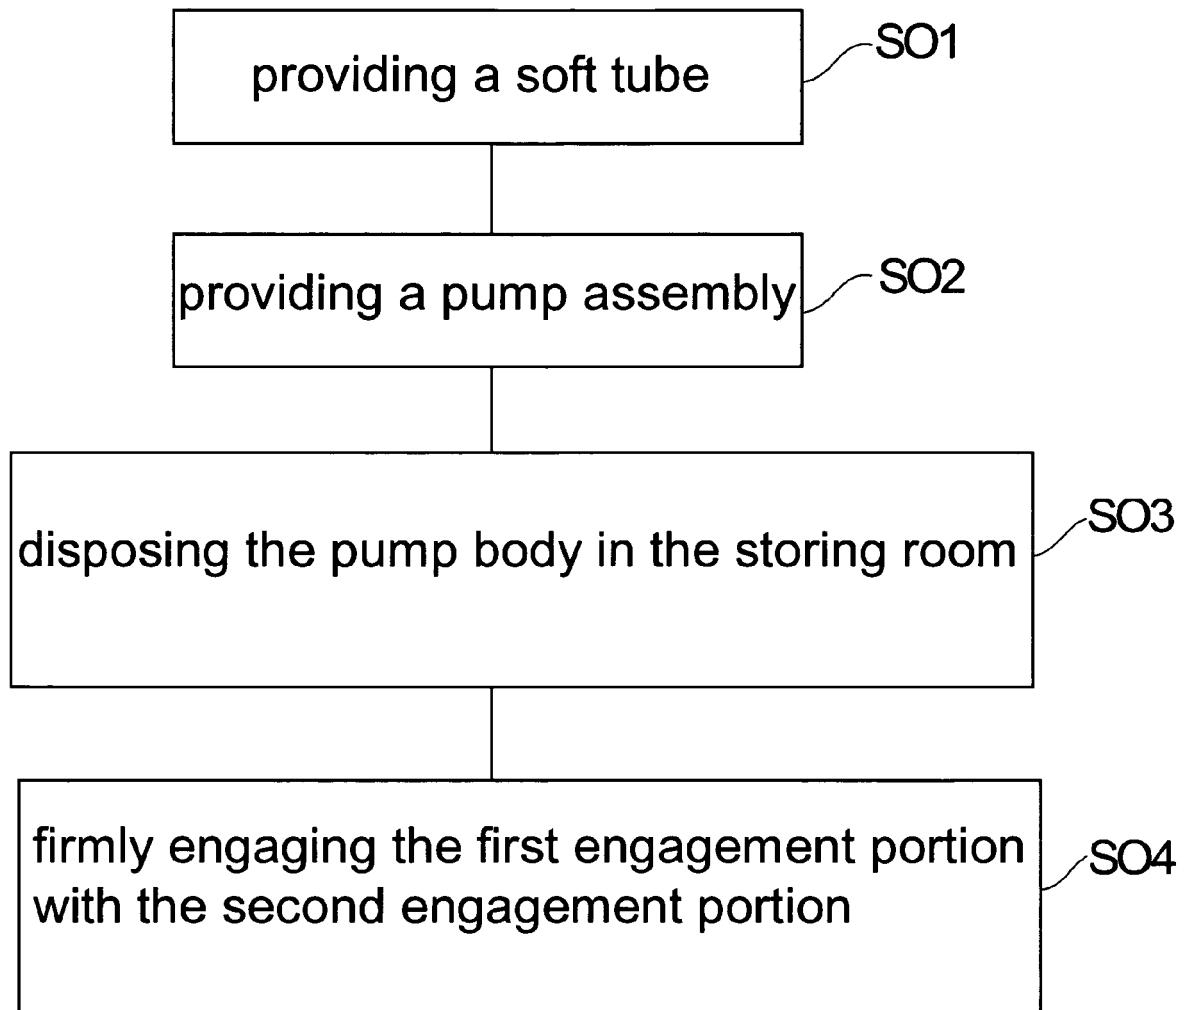 providing a soft tube
SO1
providing a pump assembly
SO2
disposing the pump body in the storing room
SO3
firmly engaging the first engagement portion
with the second engagement portion
SO4